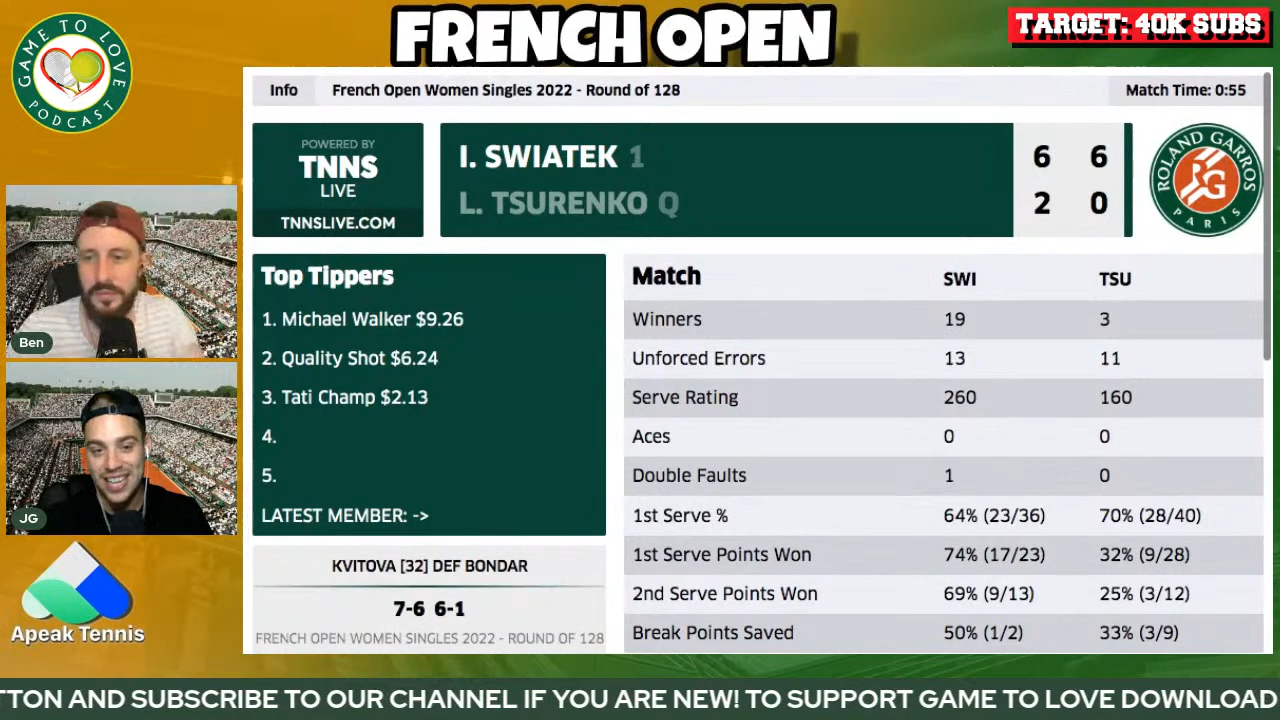 FRENCH OPEN
TARGET: 40K SUBS
GAME TO LOVE
PODCAST
Info
French Open Women Singles 2022 - Round of 128
Match Time: 0:55
POWERED BY
TNNS
LIVE
TNNSLIVE.COM
I. SWIATEK 1 6 6
L. TSURENKO Q 2 0
ROLAND GARROS
RG
PARIS
Ben
JG
Apeak Tennis
Top Tippers
1. Michael Walker $9.26
2. Quality Shot $6.24
3. Tati Champ $2.13
4.
5.
LATEST MEMBER: ->
KVITOVA [32] DEF BONDAR
7-6 6-1
FRENCH OPEN WOMEN SINGLES 2022 - ROUND OF 128
Match SWI TSU
Winners 19 3
Unforced Errors 13 11
Serve Rating 260 160
Aces 0 0
Double Faults 1 0
1st Serve % 64% (23/36) 70% (28/40)
1st Serve Points Won 74% (17/23) 32% (9/28)
2nd Serve Points Won 69% (9/13) 25% (3/12)
Break Points Saved 50% (1/2) 33% (3/9)
TTON AND SUBSCRIBE TO OUR CHANNEL IF YOU ARE NEW! TO SUPPORT GAME TO LOVE DOWNLOAD